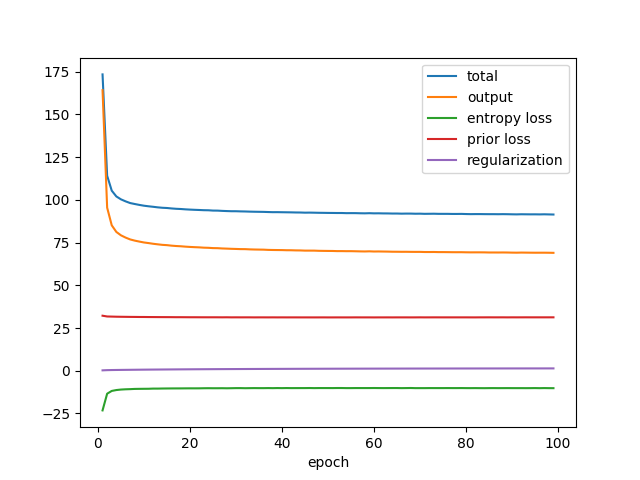 175
150
125
100
75
50
25
0
−25
0 20 40 60 80 100
epoch
total
output
entropy loss
prior loss
regularization